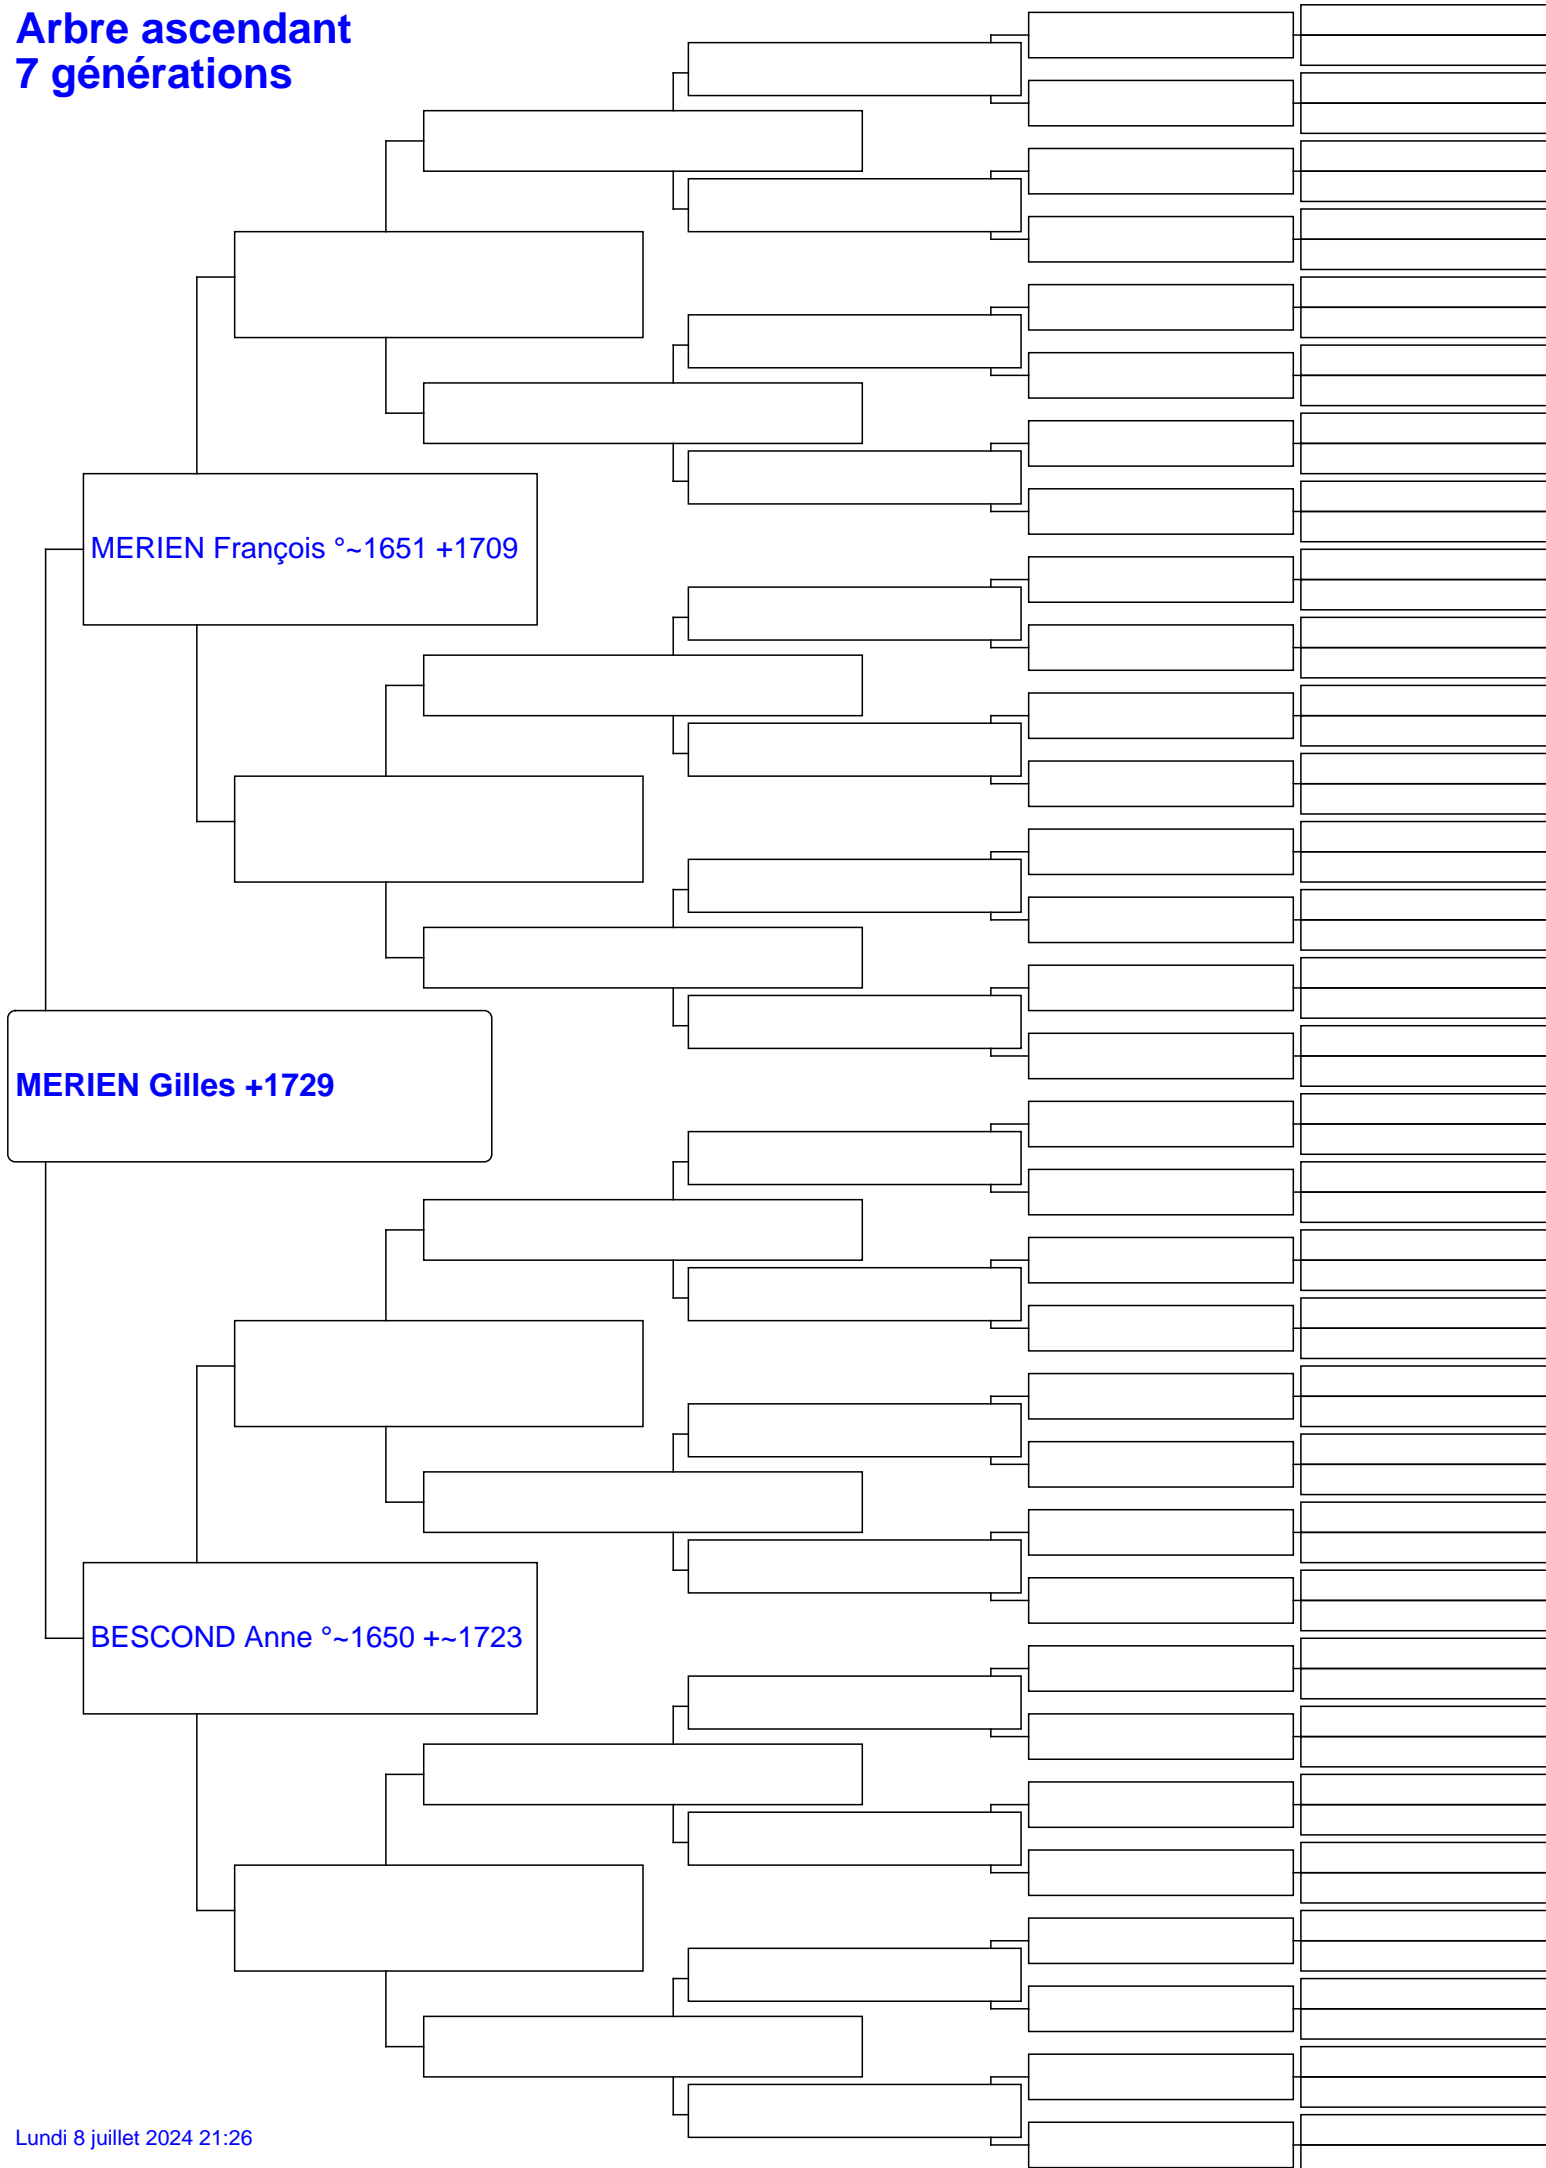 Arbre ascendant
7 générations
MERIEN François °~1651 +1709
MERIEN Gilles +1729
BESCOND Anne °~1650 +~1723
Lundi 8 juillet 2024 21:26